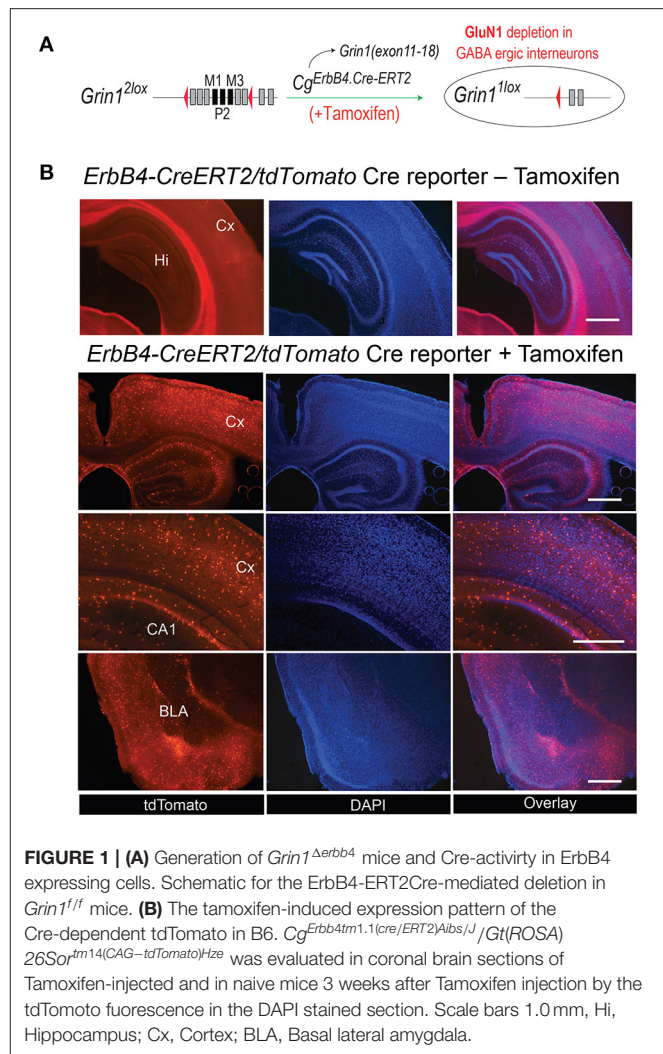 A
GluN1 depletion in
GABA ergic interneurons
Grin1(exon11-18)
M1 M3
Grin1^2lox
Cg^ErbB4.Cre-ERT2
Grin1^1lox
P2
(+Tamoxifen)
B
ErbB4-CreERT2/tdTomato Cre reporter – Tamoxifen
Cx
Hi
ErbB4-CreERT2/tdTomato Cre reporter + Tamoxifen
Cx
Cx
CA1
BLA
tdTomato
DAPI
Overlay
FIGURE 1 | (A) Generation of Grin1^Δerbb4 mice and Cre-activirty in ErbB4
expressing cells. Schematic for the ErbB4-ERT2Cre-mediated deletion in
Grin1^f/f mice. (B) The tamoxifen-induced expression pattern of the
Cre-dependent tdTomato in B6. Cg^Erbb4tm1.1(cre/ERT2)Aibs/J/Gt(ROSA)
26Sor^tm14(CAG−tdTomato)Hze was evaluated in coronal brain sections of
Tamoxifen-injected and in naive mice 3 weeks after Tamoxifen injection by the
tdTomoto fuorescence in the DAPI stained section. Scale bars 1.0 mm, Hi,
Hippocampus; Cx, Cortex; BLA, Basal lateral amygdala.